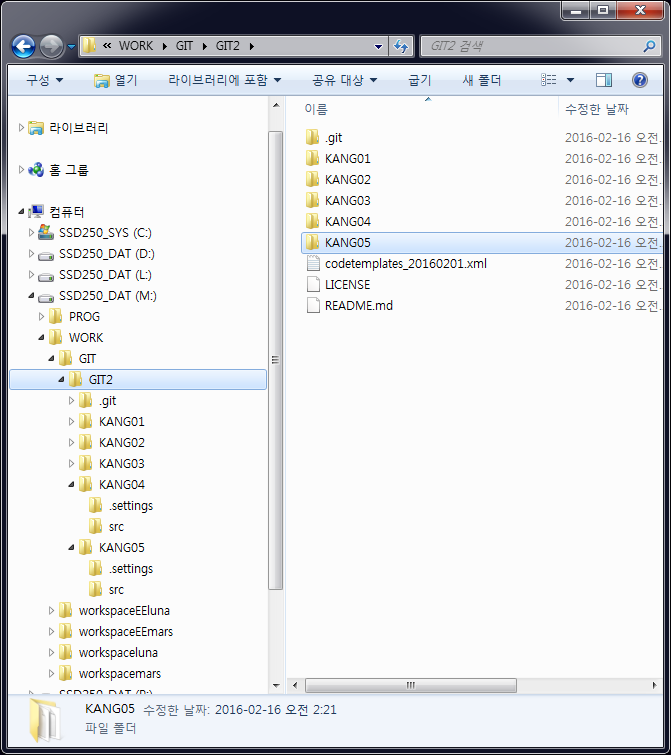 « WORK ▸ GIT ▸ GIT2 ▸
GIT2 검색
구성 열기 라이브러리에 포함 공유 대상 굽기 새 폴더
라이브러리
홈 그룹
컴퓨터
SSD250_SYS (C:)
SSD250_DAT (D:)
SSD250_DAT (L:)
SSD250_DAT (M:)
PROG
WORK
GIT
GIT2
.git
KANG01
KANG02
KANG03
KANG04
.settings
src
KANG05
.settings
src
workspaceEEluna
workspaceEEmars
workspaceluna
workspacemars
SSD250_DAT (P:)
이름 수정한 날짜
.git 2016-02-16 오전
KANG01 2016-02-16 오전
KANG02 2016-02-16 오전
KANG03 2016-02-16 오전
KANG04 2016-02-16 오전
KANG05 2016-02-16 오전
codetemplates_20160201.xml 2016-02-16 오전
LICENSE 2016-02-16 오전
README.md 2016-02-16 오전
KANG05 수정한 날짜: 2016-02-16 오전 2:21
파일 폴더